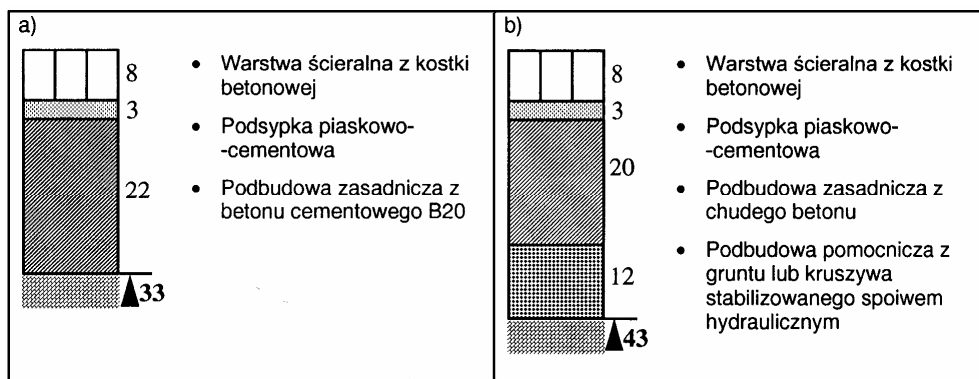 a)
8
3
22
33
• Warstwa ścieralna z kostki
betonowej
• Podsypka piaskowo-
-cementowa
• Podbudowa zasadnicza z
betonu cementowego B20
b)
8
3
20
12
43
• Warstwa ścieralna z kostki
betonowej
• Podsypka piaskowo-
-cementowa
• Podbudowa zasadnicza z
chudego betonu
• Podbudowa pomocnicza z
gruntu lub kruszywa
stabilizowanego spoiwem
hydraulicznym